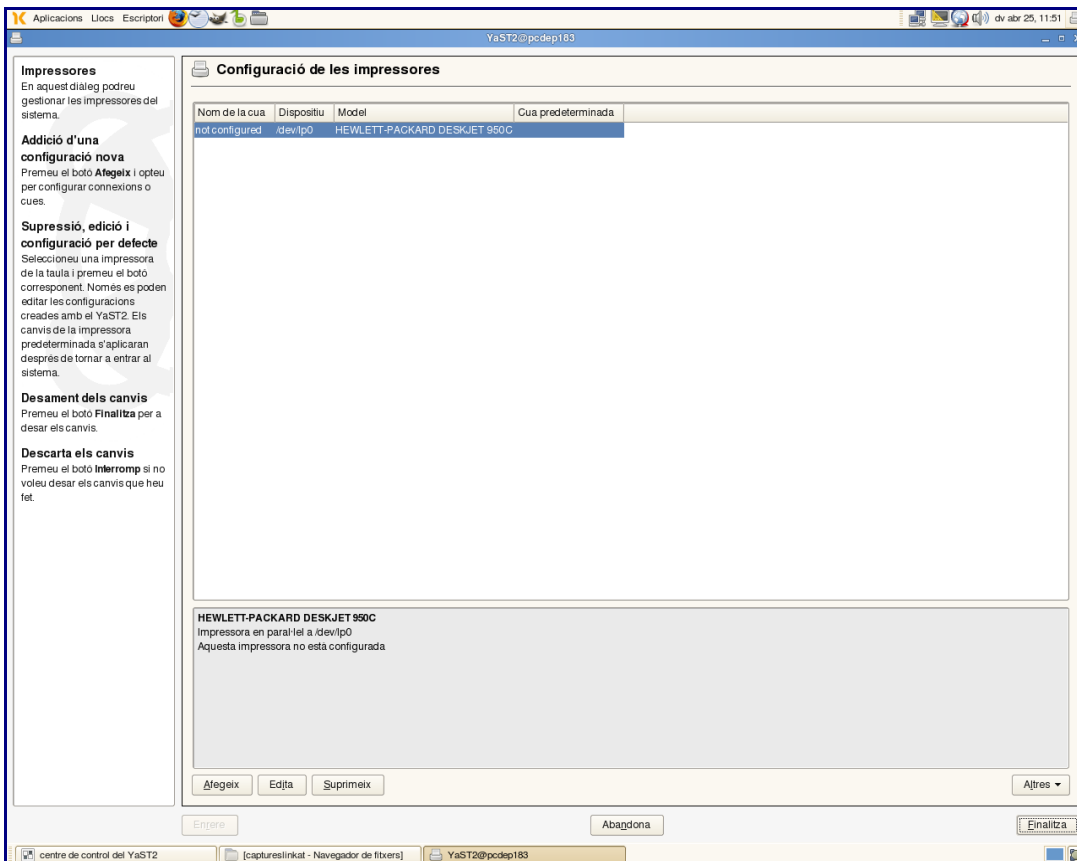 Aplicacions Llocs Escriptori dv abr 25, 11:51
YaST2@pcdep183
Impressores
En aquest diàleg podreu
gestionar les impressores del
sistema.
Addició d'una
configuració nova
Premeu el botó Afegeix i opteu
per configurar connexions o
cues.
Supressió, edició i
configuració per defecte
Seleccioneu una impressora
de la taula i premeu el botó
corresponent. Només es poden
editar les configuracions
creades amb el YaST2. Els
canvis de la impressora
predeterminada s'aplicaran
després de tornar a entrar al
sistema.
Desament dels canvis
Premeu el botó Finalitza per a
desar els canvis.
Descarta els canvis
Premeu el botó Interromp si no
voleu desar els canvis que heu
fet.
Configuració de les impressores
Nom de la cua Dispositiu Model Cua predeterminada
not configured /dev/lp0 HEWLETT-PACKARD DESKJET 950C
HEWLETT-PACKARD DESKJET 950C
Impressora en paral·lel a /dev/lp0
Aquesta impressora no està configurada
Afegeix Edita Suprimeix Altres
Enrere Abandona Finalitza
centre de control del YaST2 [captureslinkat - Navegador de fitxers] YaST2@pcdep183